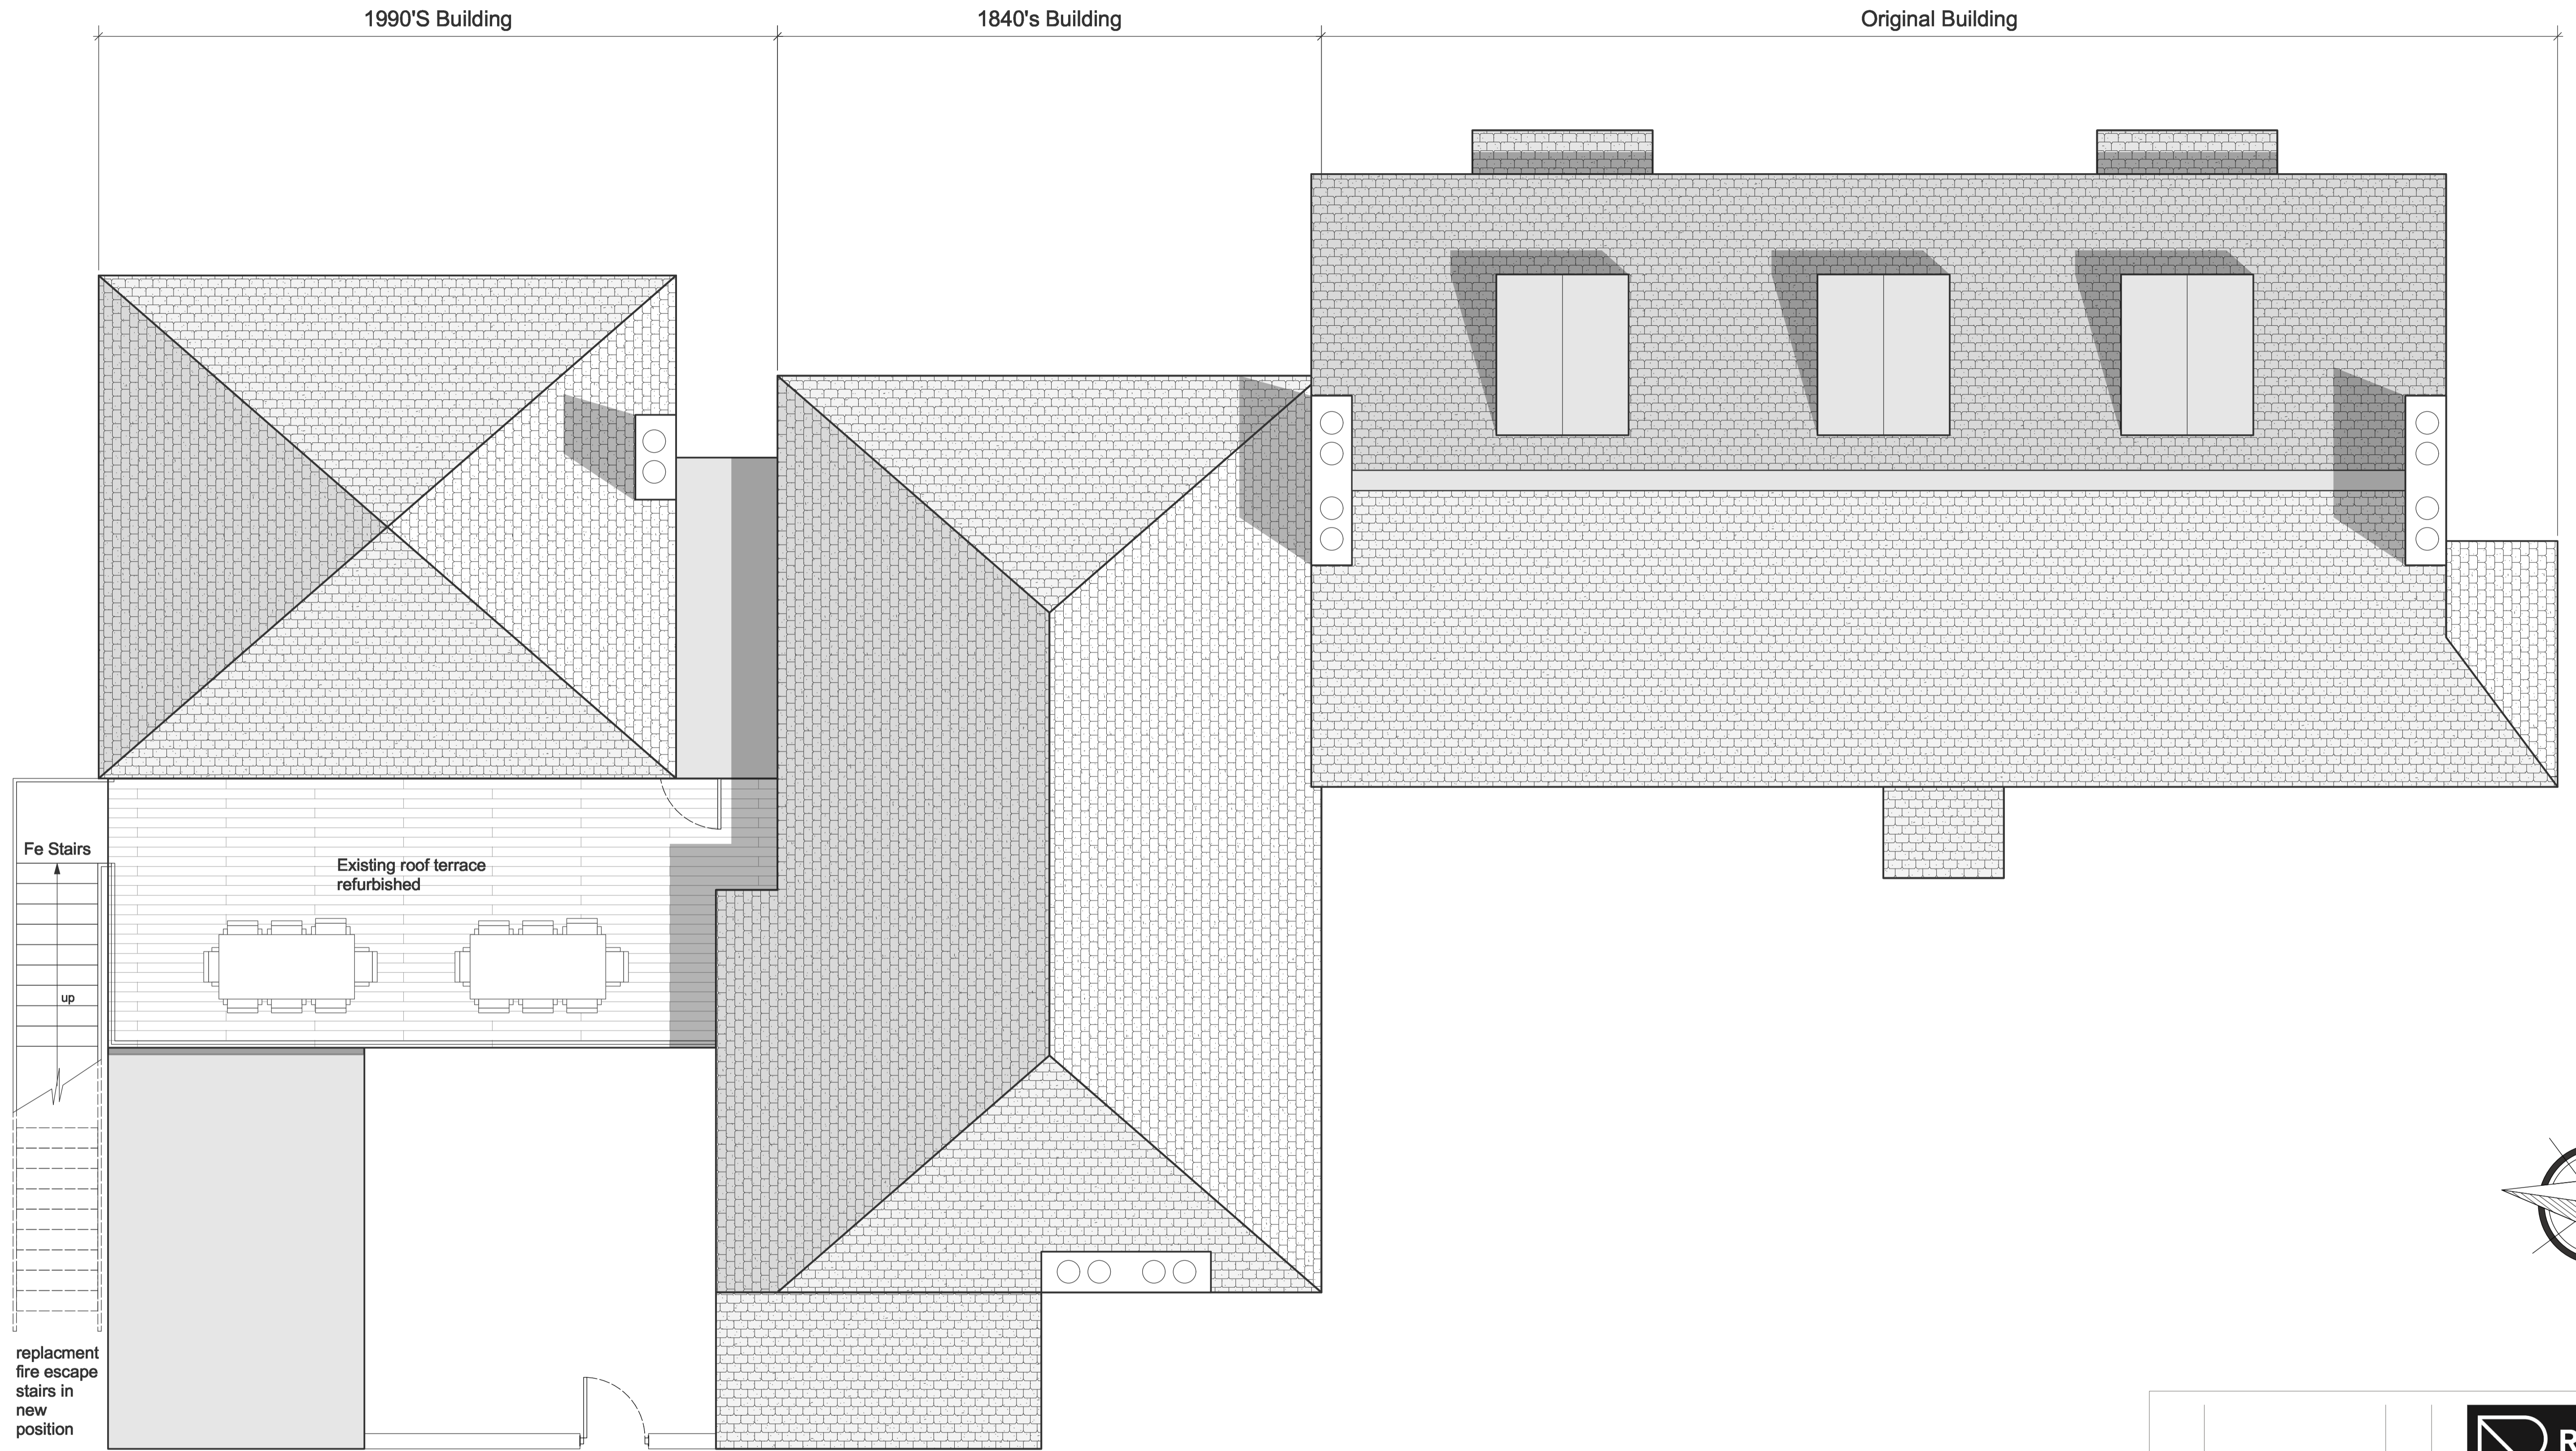 1990'S Building
1840's Building
Original Building
Fe Stairs
Existing roof terrace
refurbished
up
replacment
fire escape
stairs in
new
position
R